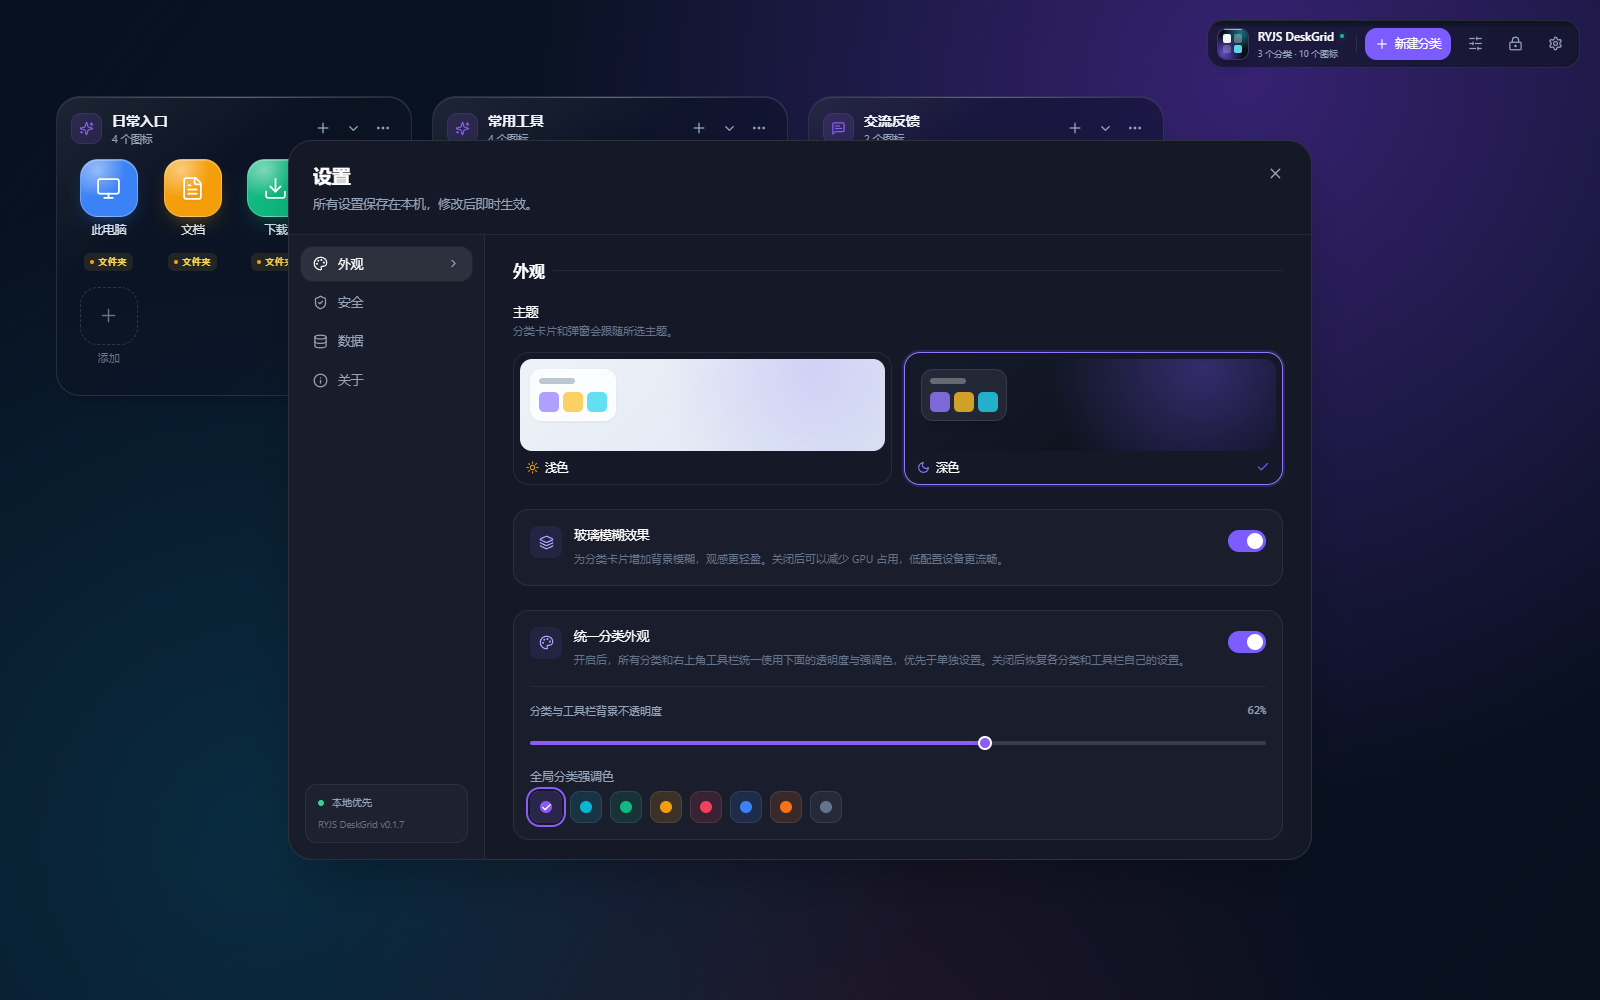 RYJS DeskGrid
3 个分类 · 10 个图标
新建分类
日常入口
4 个图标
常用工具
4 个图标
交流反馈
2 个图标
此电脑
文档
下载
文件夹
文件夹
文件夹
添加
设置
所有设置保存在本机，修改后即时生效。
外观
安全
数据
关于
本地优先
RYJS DeskGrid v0.1.7
外观
主题
分类卡片和弹窗会跟随所选主题。
浅色
深色
玻璃模糊效果
为分类卡片增加背景模糊，观感更轻盈。关闭后可以减少 GPU 占用，低配置设备更流畅。
统一分类外观
开启后，所有分类和右上角工具栏统一使用下面的透明度与强调色，优先于单独设置。关闭后恢复各分类和工具栏自己的设置。
分类与工具栏背景不透明度
62%
全局分类强调色